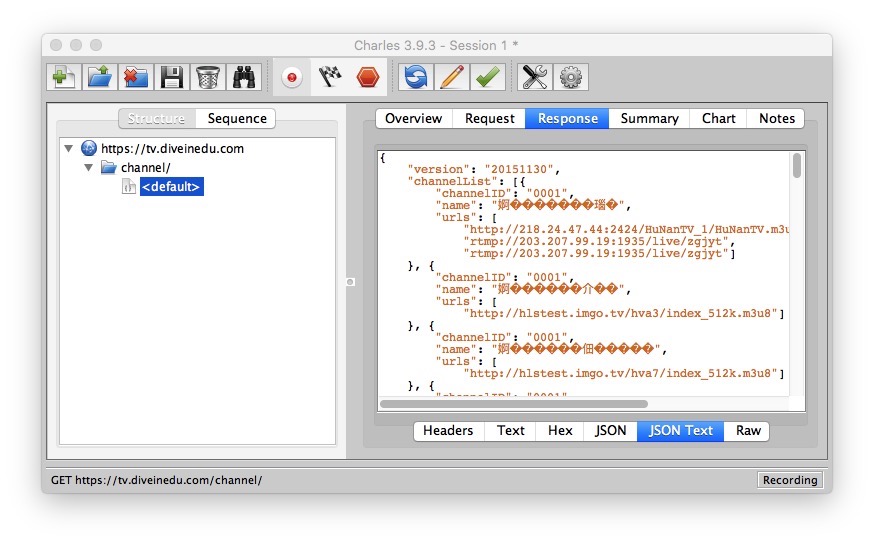 Charles 3.9.3 - Session 1 *
Structure
Sequence
https://tv.diveinedu.com
channel/
<default>
Overview
Request
Response
Summary
Chart
Notes
{
"version": "20151130",
"channelList": [{
"channelID": "0001",
"name": "婀�������瑙�",
"urls": [
"http://218.24.47.44:2424/HuNanTV_1/HuNanTV.m3u
"rtmp://203.207.99.19:1935/live/zgjyt",
"rtmp://203.207.99.19:1935/live/zgjyt"]
}, {
"channelID": "0001",
"name": "婀������介��",
"urls": [
"http://hlstest.imgo.tv/hva3/index_512k.m3u8"]
}, {
"channelID": "0001",
"name": "婀������佃�����",
"urls": [
"http://hlstest.imgo.tv/hva7/index_512k.m3u8"]
}, {
"channelID": "0001"
Headers
Text
Hex
JSON
JSON Text
Raw
GET https://tv.diveinedu.com/channel/
Recording